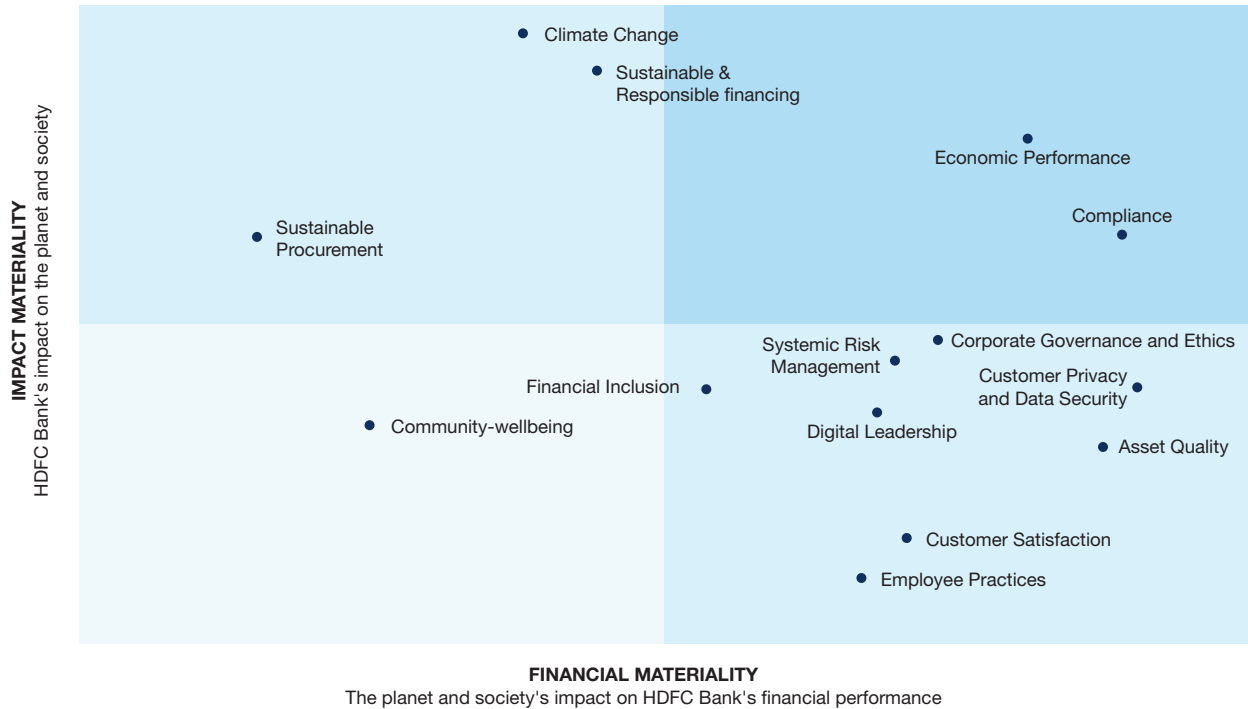 Climate Change
Sustainable &
Responsible financing
Economic Performance
Compliance
Sustainable
Procurement
IMPACT MATERIALITY
HDFC Bank's impact on the planet and society
Corporate Governance and Ethics
Systemic Risk
Management
Customer Privacy
and Data Security
Financial Inclusion
Community-wellbeing
Digital Leadership
Asset Quality
Customer Satisfaction
Employee Practices
FINANCIAL MATERIALITY
The planet and society's impact on HDFC Bank's financial performance